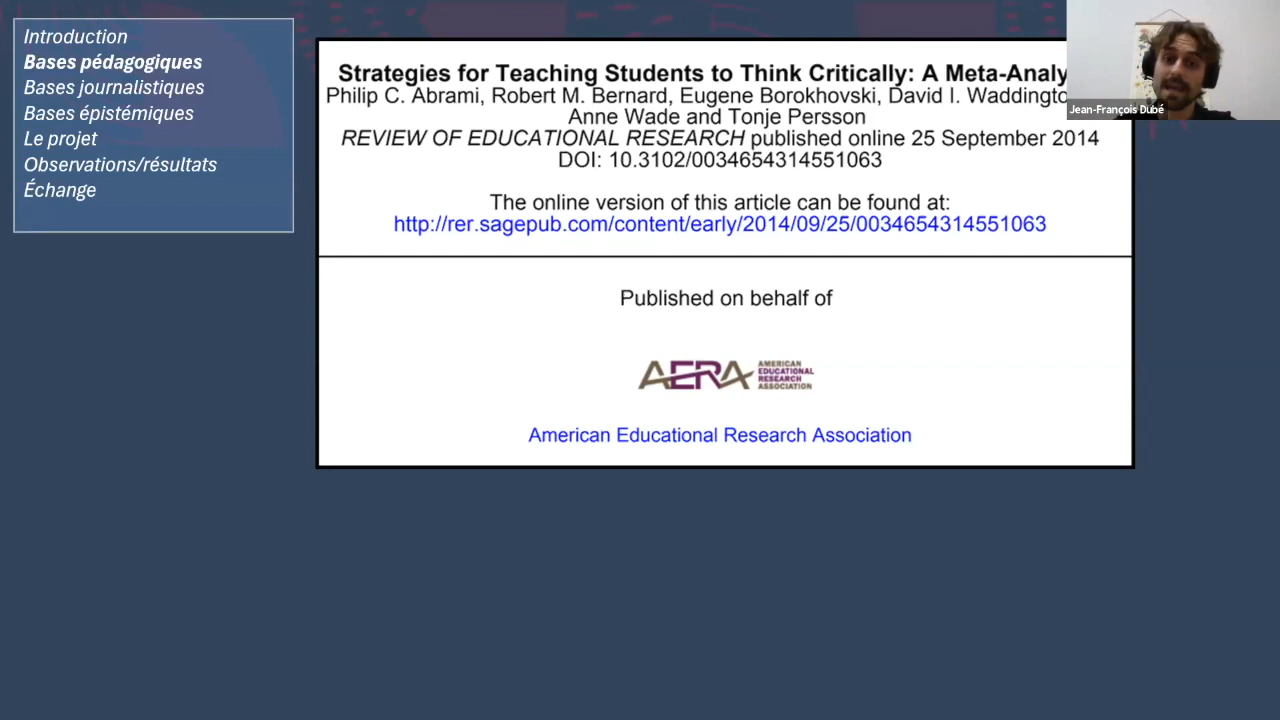 Introduction
Bases pédagogiques
Bases journalistiques
Bases épistémiques
Le projet
Observations/résultats
Échange
Strategies for Teaching Students to Think Critically: A Meta-Analy
Philip C. Abrami, Robert M. Bernard, Eugene Borokhovski, David I. Waddingto
Anne Wade and Tonje Persson
REVIEW OF EDUCATIONAL RESEARCH published online 25 September 2014
DOI: 10.3102/0034654314551063
The online version of this article can be found at:
http://rer.sagepub.com/content/early/2014/09/25/0034654314551063
Published on behalf of
AERA
AMERICAN
EDUCATIONAL
RESEARCH
ASSOCIATION
American Educational Research Association
Jean-François Dubé